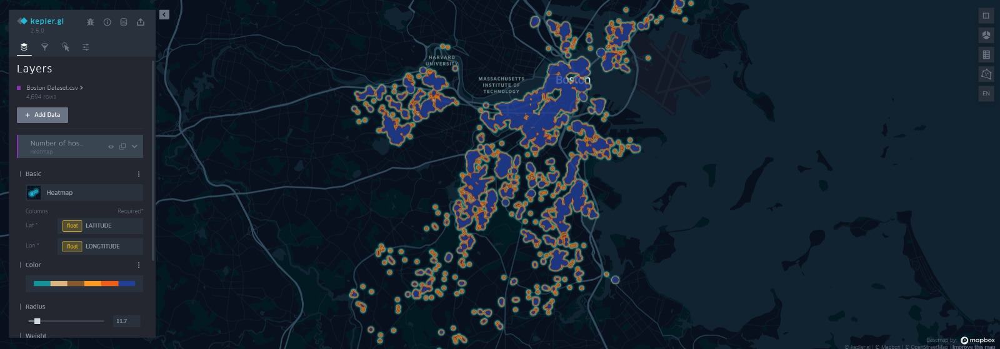 kepler.gl
2.5.0
Layers
Boston Dataset.csv
4,694 rows
+ Add Data
Number of hos...
Heatmap
Basic
Heatmap
Columns Required*
Lat * float LATITUDE
Lon * float LONGTITUDE
Color
Radius
11.7
Weight
HARVARD
UNIVERSITY
MASSACHUSETTS
INSTITUTE OF
TECHNOLOGY
Boston
EN
Basemap by: mapbox
© kepler.gl | © Mapbox | © OpenStreetMap | Improve this map